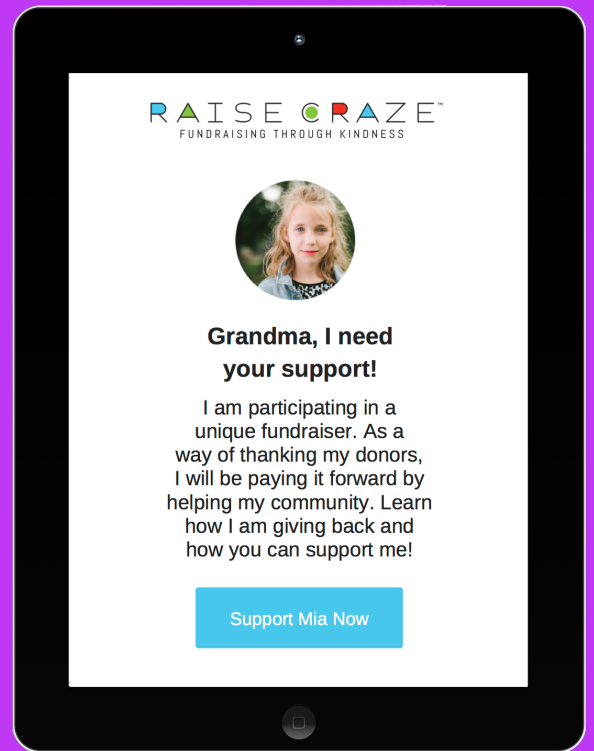 RAISE CRAZE™
FUNDRAISING THROUGH KINDNESS
Grandma, I need
your support!
I am participating in a
unique fundraiser. As a
way of thanking my donors,
I will be paying it forward by
helping my community. Learn
how I am giving back and
how you can support me!
Support Mia Now